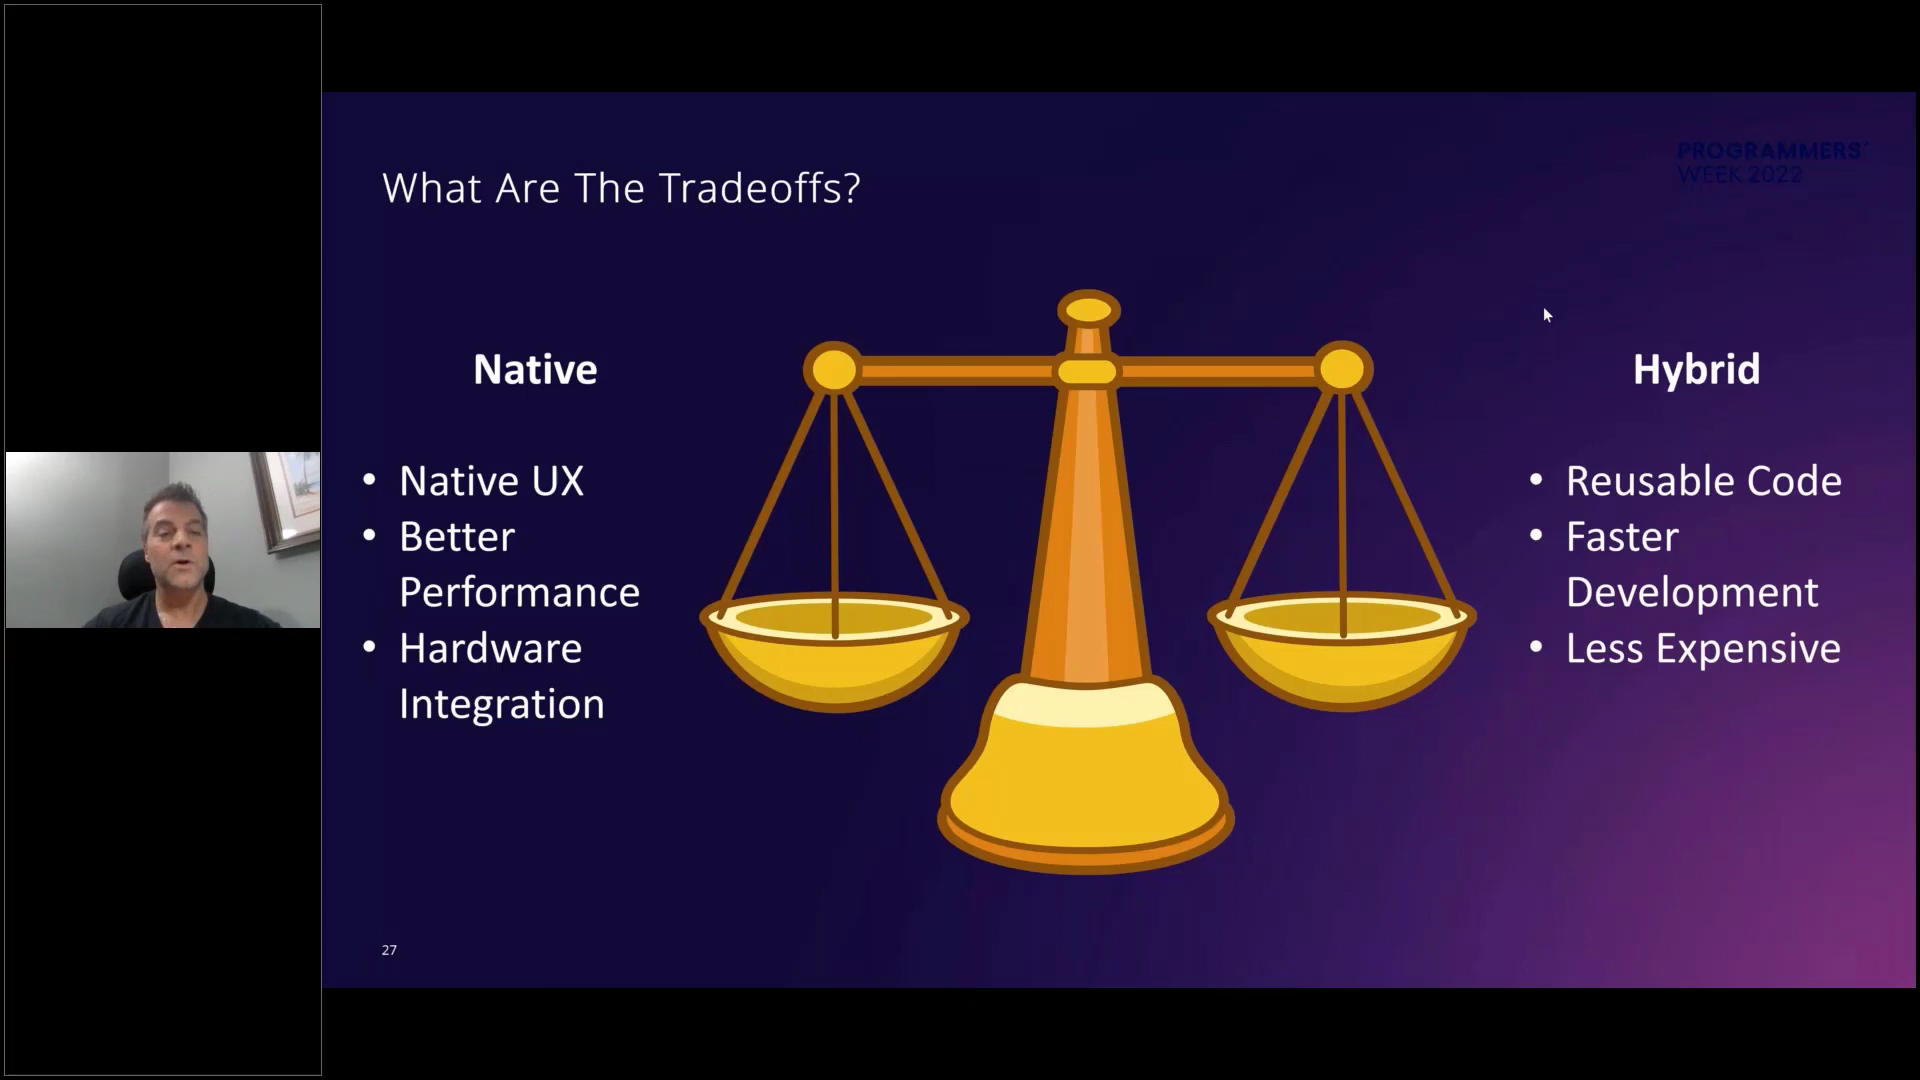 PROGRAMMERS'
WEEK 2022
What Are The Tradeoffs?
Native
• Native UX
• Better
Performance
• Hardware
Integration
Hybrid
• Reusable Code
• Faster
Development
• Less Expensive
27